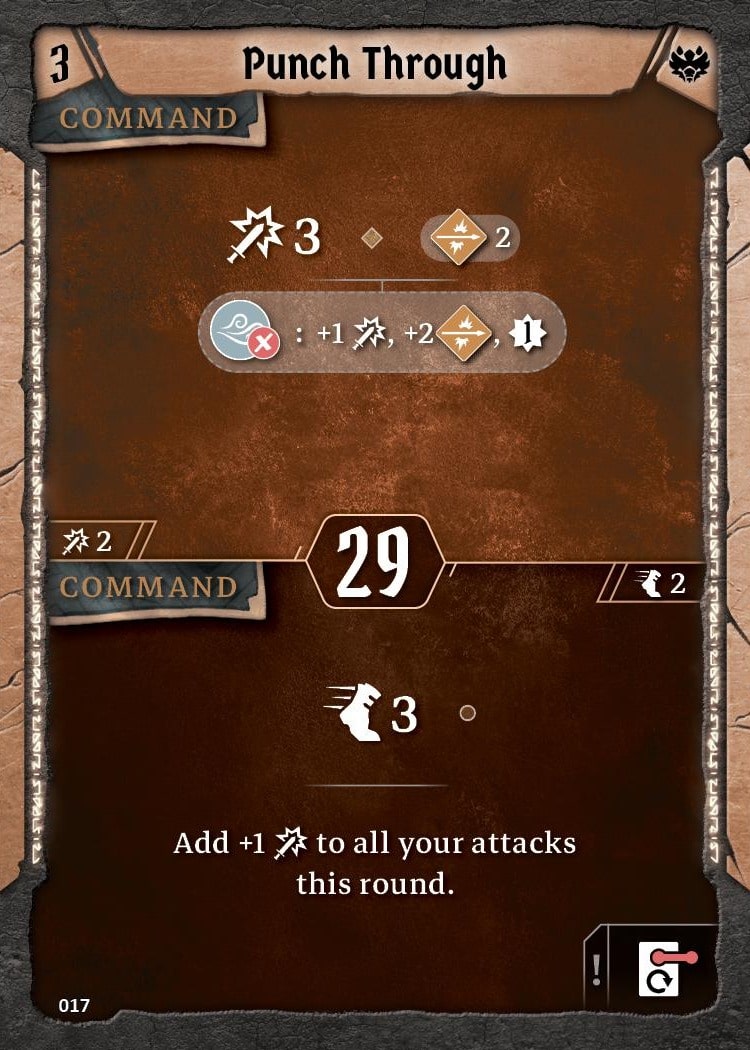 3 Punch Through
COMMAND
3 2
: +1 , +2 , 1
2
29
COMMAND
2
3
Add +1 to all your attacks
this round.
!
017